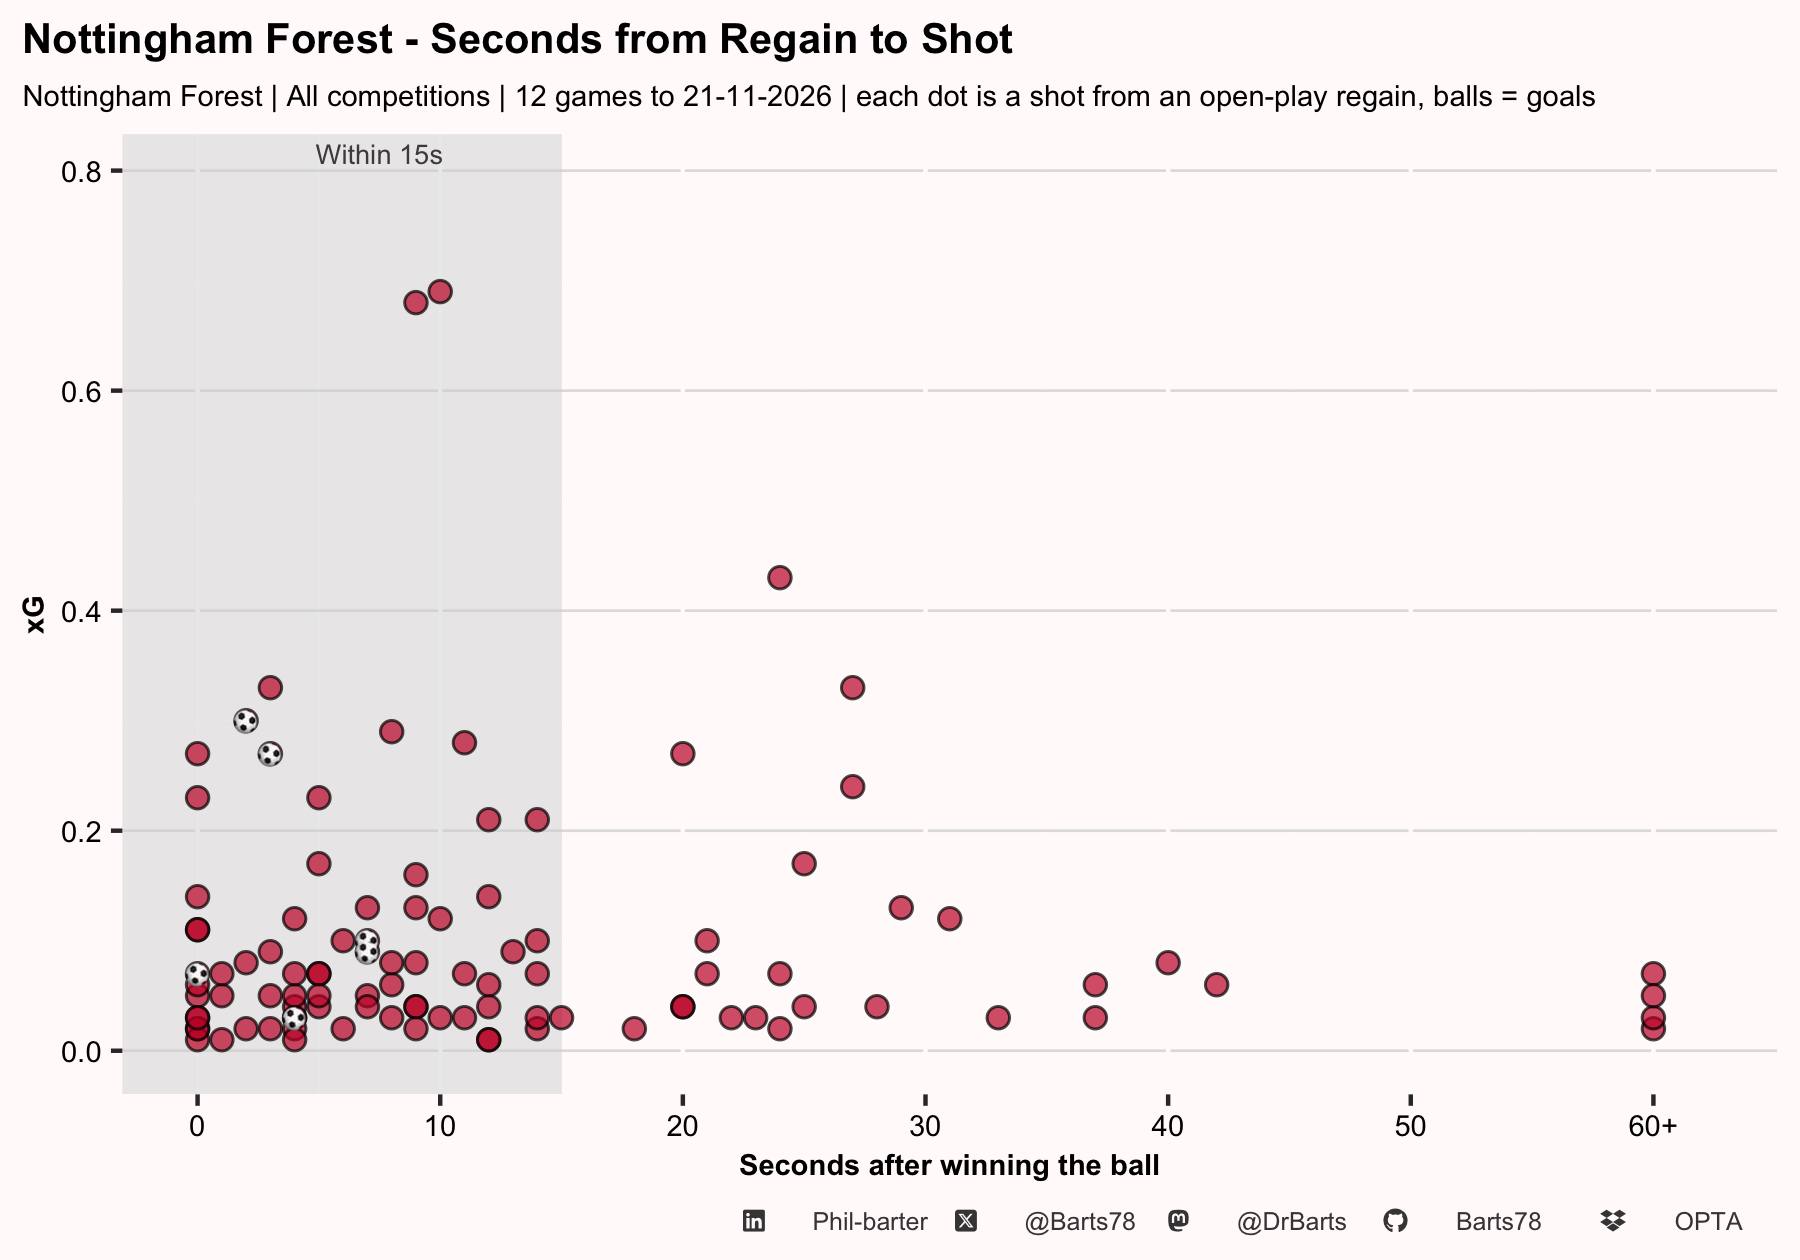 Nottingham Forest - Seconds from Regain to Shot
Nottingham Forest | All competitions | 12 games to 21-11-2026 | each dot is a shot from an open-play regain, balls = goals
Within 15s
0.8
0.6
0.4
0.2
0.0
xG
0 10 20 30 40 50 60+
Seconds after winning the ball
Phil-barter @Barts78 @DrBarts Barts78 OPTA